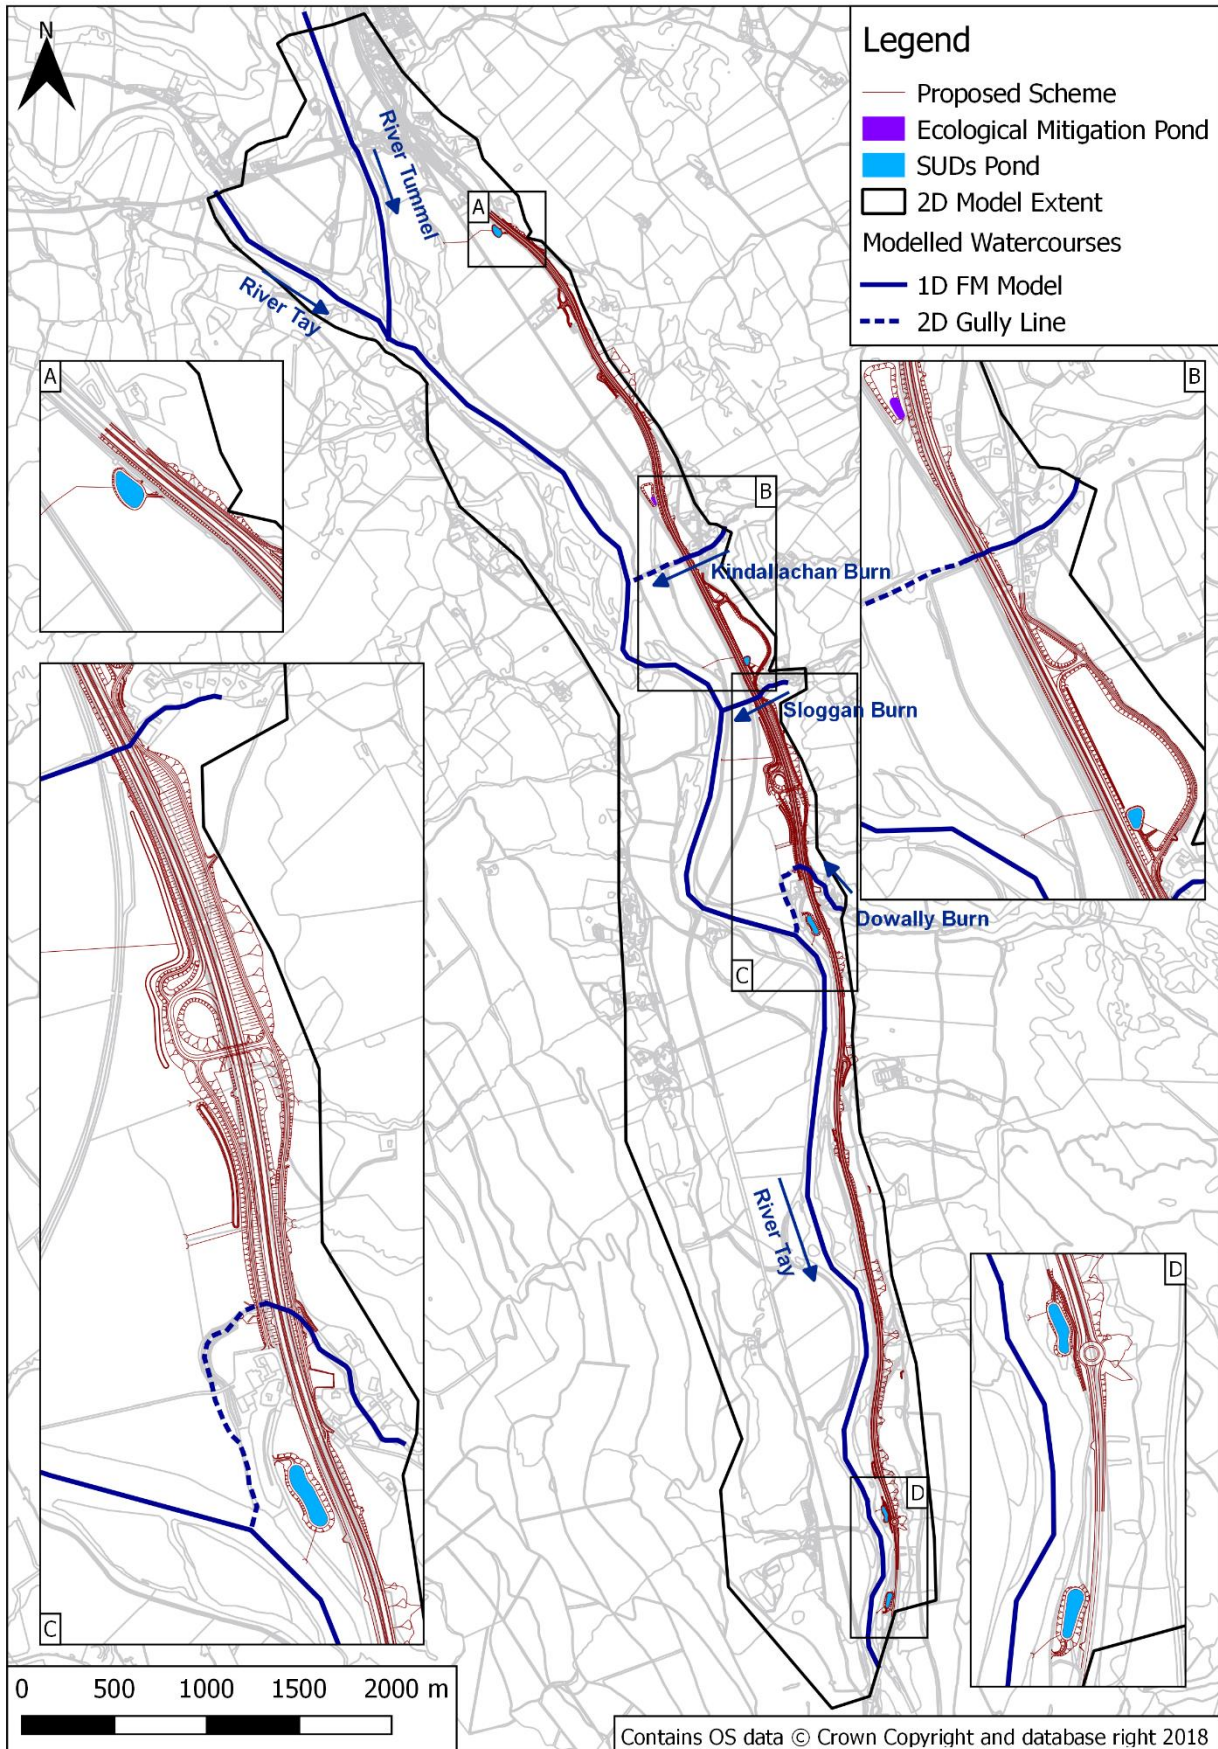 N
Legend
Proposed Scheme
Ecological Mitigation Pond
SUDs Pond
2D Model Extent
Modelled Watercourses
1D FM Model
2D Gully Line
River Tummel
A
River Tay
A
B
B
Kindallachan Burn
Sloggan Burn
Dowally Burn
C
River Tay
D
D
C
0 500 1000 1500 2000 m
Contains OS data © Crown Copyright and database right 2018